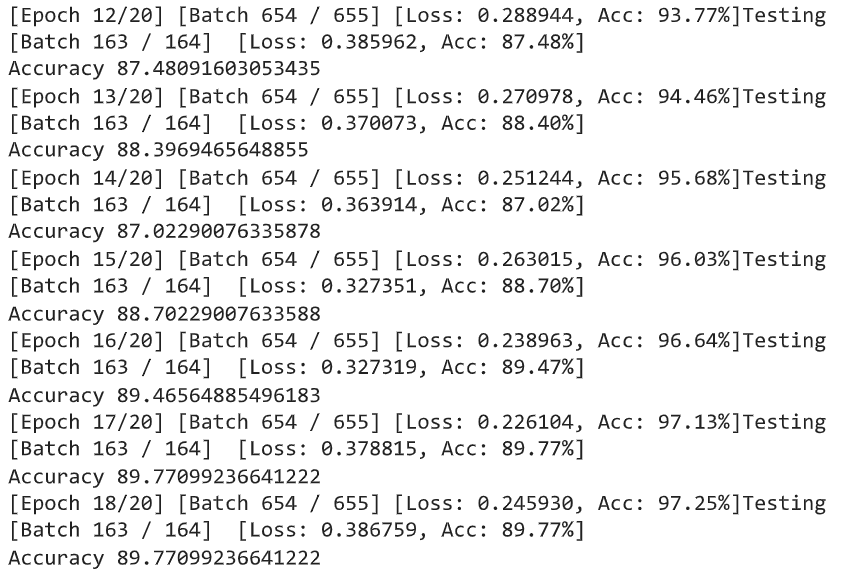 [Epoch 12/20] [Batch 654 / 655] [Loss: 0.288944, Acc: 93.77%]Testing
[Batch 163 / 164]  [Loss: 0.385962, Acc: 87.48%]
Accuracy 87.48091603053435
[Epoch 13/20] [Batch 654 / 655] [Loss: 0.270978, Acc: 94.46%]Testing
[Batch 163 / 164]  [Loss: 0.370073, Acc: 88.40%]
Accuracy 88.3969465648855
[Epoch 14/20] [Batch 654 / 655] [Loss: 0.251244, Acc: 95.68%]Testing
[Batch 163 / 164]  [Loss: 0.363914, Acc: 87.02%]
Accuracy 87.02290076335878
[Epoch 15/20] [Batch 654 / 655] [Loss: 0.263015, Acc: 96.03%]Testing
[Batch 163 / 164]  [Loss: 0.327351, Acc: 88.70%]
Accuracy 88.70229007633588
[Epoch 16/20] [Batch 654 / 655] [Loss: 0.238963, Acc: 96.64%]Testing
[Batch 163 / 164]  [Loss: 0.327319, Acc: 89.47%]
Accuracy 89.46564885496183
[Epoch 17/20] [Batch 654 / 655] [Loss: 0.226104, Acc: 97.13%]Testing
[Batch 163 / 164]  [Loss: 0.378815, Acc: 89.77%]
Accuracy 89.77099236641222
[Epoch 18/20] [Batch 654 / 655] [Loss: 0.245930, Acc: 97.25%]Testing
[Batch 163 / 164]  [Loss: 0.386759, Acc: 89.77%]
Accuracy 89.77099236641222